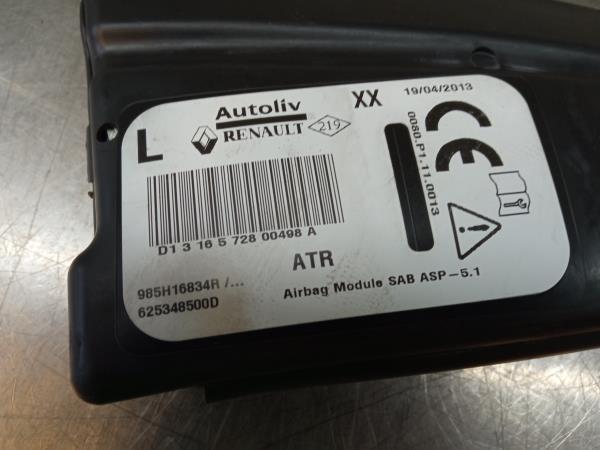 Autoliv
XX
19/04/2013
L
RENAULT
219
CE
0080.P1.11.0013
D1 3 16 5 728 00498 A
ATR
985H16834R /...
625348500D
Airbag Module SAB ASP-5.1